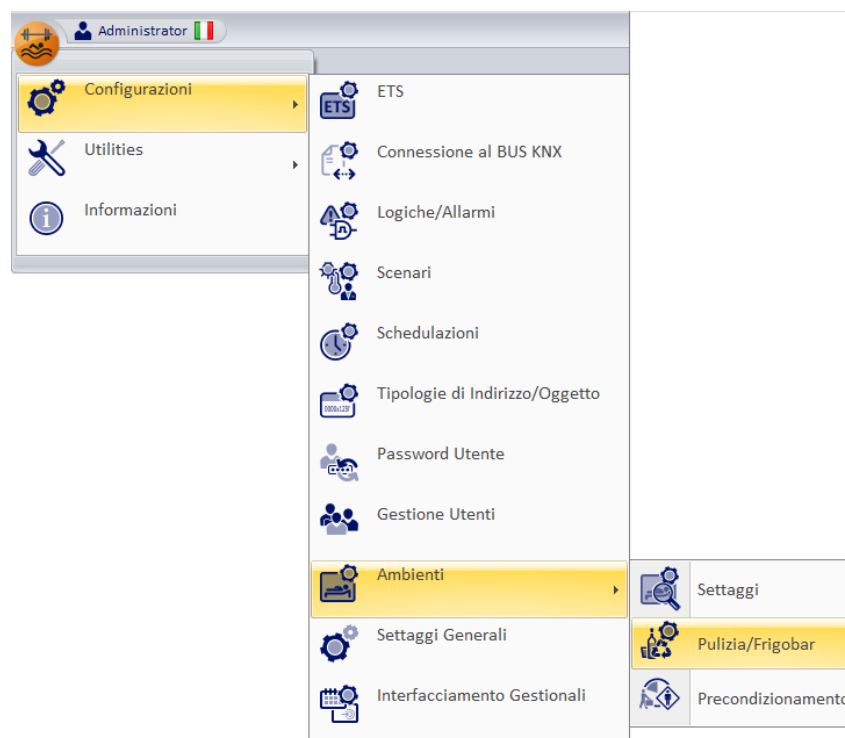 Administrator
Configurazioni
Utilities
Informazioni
ETS
ETS
Connessione al BUS KNX
Logiche/Allarmi
Scenari
Schedulazioni
Tipologie di Indirizzo/Oggetto
Password Utente
Gestione Utenti
Ambienti
Settaggi Generali
Interfacciamento Gestionali
Settaggi
Pulizia/Frigobar
Precondizionamento